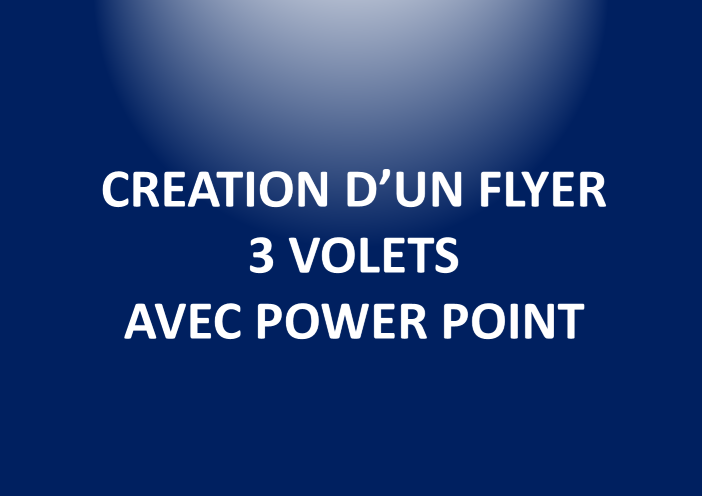 CREATION D’UN FLYER
3 VOLETS
AVEC POWER POINT